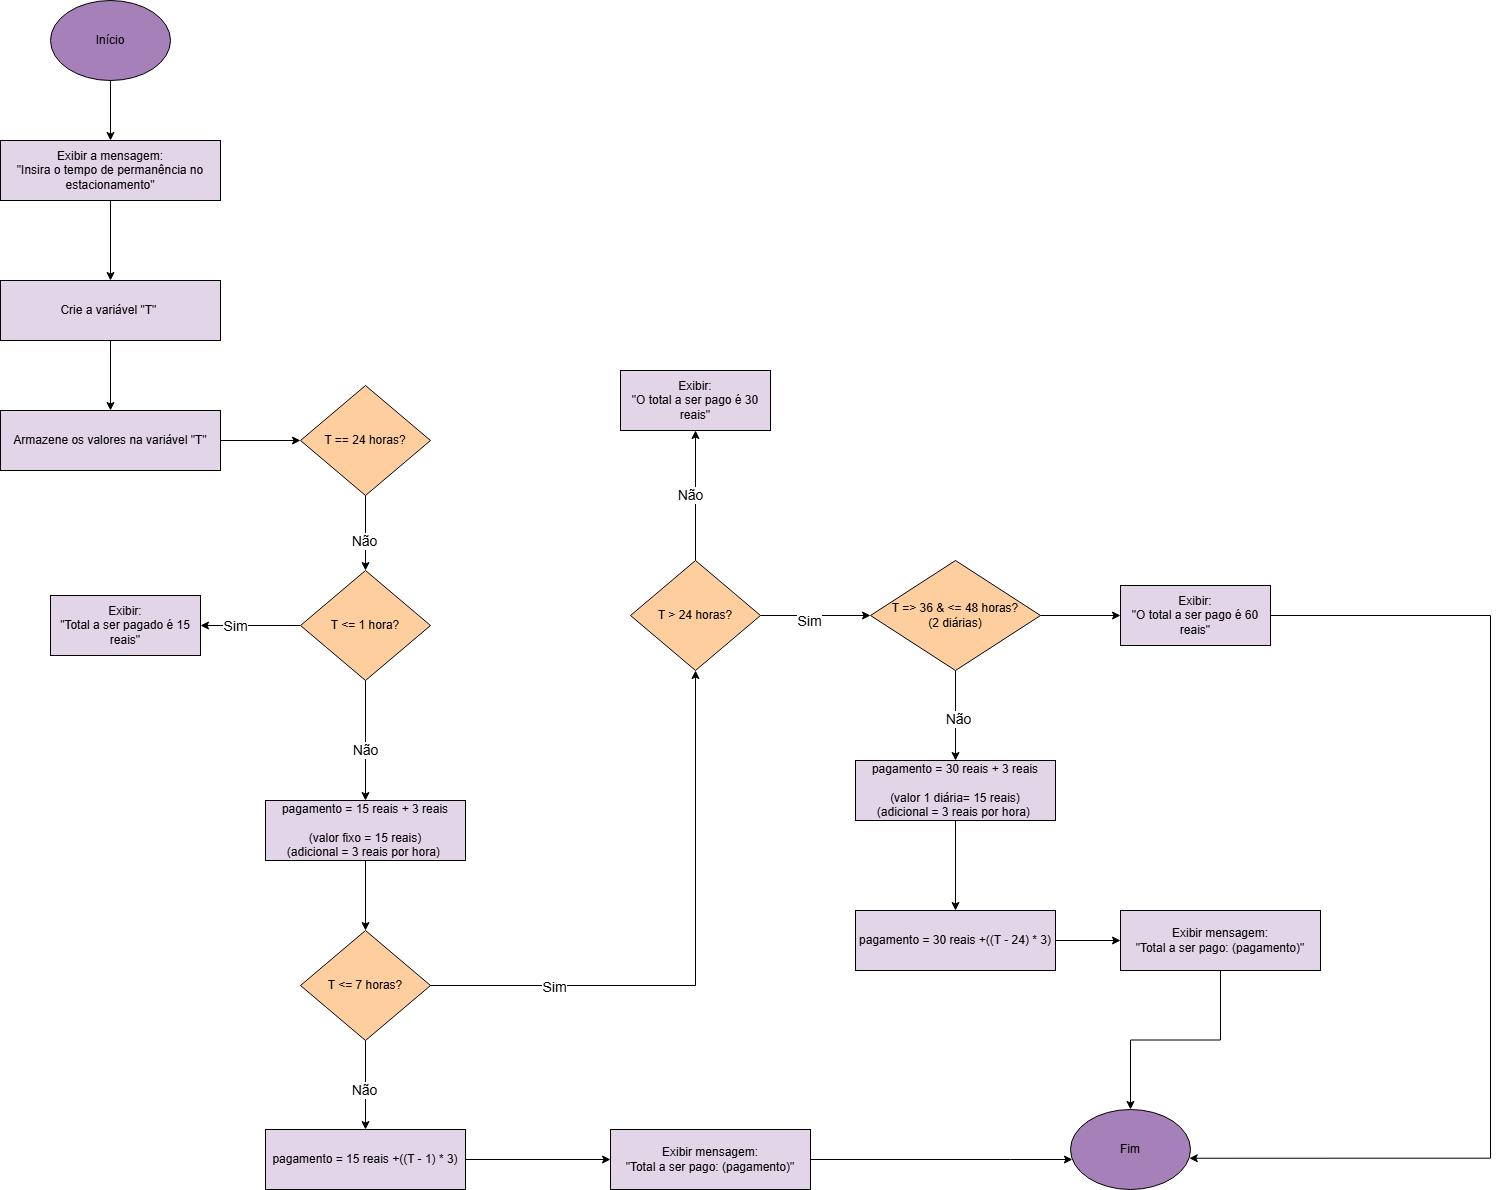 Início
Exibir a mensagem:
"Insira o tempo de permanência no
estacionamento"
Crie a variável "T"
Armazene os valores na variável "T"
T == 24 horas?
Não
T <= 1 hora?
Sim
Exibir:
"Total a ser pagado é 15
reais"
Não
pagamento = 15 reais + 3 reais
(valor fixo = 15 reais)
(adicional = 3 reais por hora)
T <= 7 horas?
Sim
Não
pagamento = 15 reais +((T - 1) * 3)
Exibir mensagem:
"Total a ser pago: (pagamento)"
T > 24 horas?
Não
Exibir:
"O total a ser pago é 30
reais"
Sim
T => 36 & <= 48 horas?
(2 diárias)
Exibir:
"O total a ser pago é 60
reais"
Não
pagamento = 30 reais + 3 reais
(valor 1 diária= 15 reais)
(adicional = 3 reais por hora)
pagamento = 30 reais +((T - 24) * 3)
Exibir mensagem:
"Total a ser pago: (pagamento)"
Fim